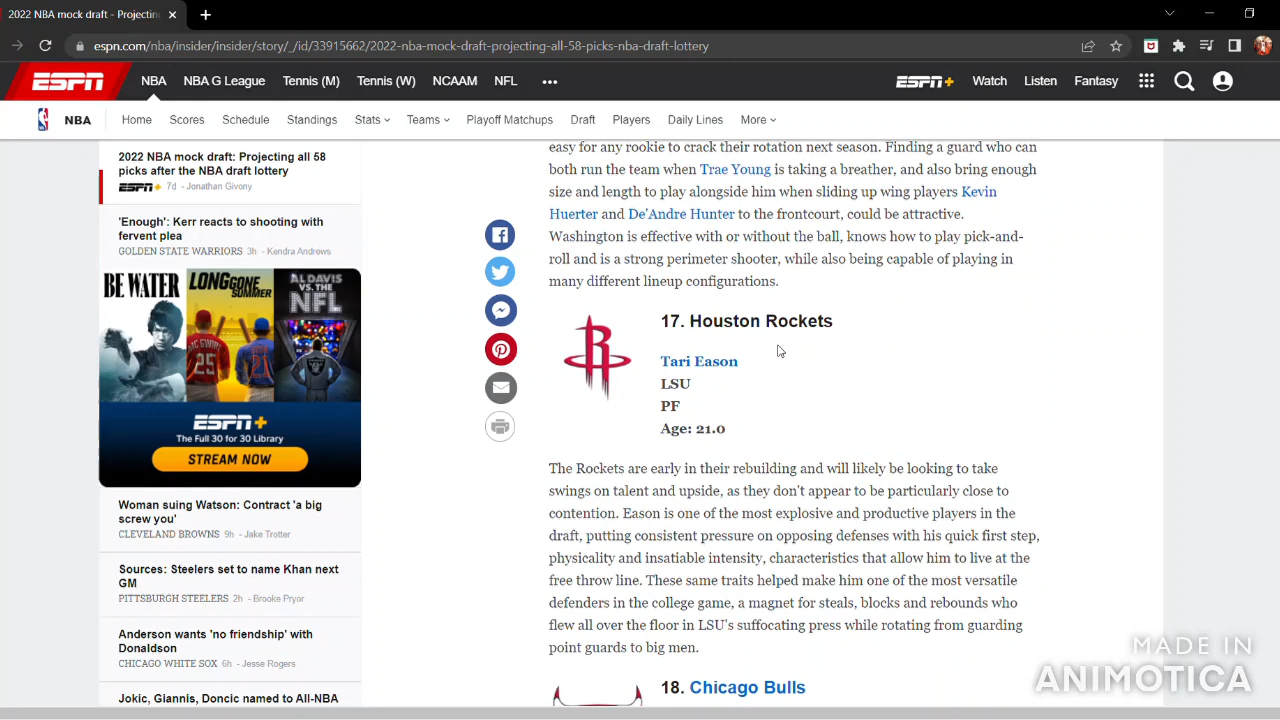 2022 NBA mock draft - Projectin
espn.com/nba/insider/insider/story/_/id/33915662/2022-nba-mock-draft-projecting-all-58-picks-nba-draft-lottery
ESPN NBA NBA G League Tennis (M) Tennis (W) NCAAM NFL ESPN+ Watch Listen Fantasy
NBA Home Scores Schedule Standings Stats Teams Playoff Matchups Draft Players Daily Lines More
2022 NBA mock draft: Projecting all 58
picks after the NBA draft lottery
ESPN+ 7d - Jonathan Givony
'Enough': Kerr reacts to shooting with
fervent plea
GOLDEN STATE WARRIORS 3h - Kendra Andrews
BE WATER
LONG GONE
SUMMER
AL DAVIS
VS. THE
NFL
McGWIRE
25
21
ESPN+
The Full 30 for 30 Library
STREAM NOW
Woman suing Watson: Contract 'a big
screw you'
CLEVELAND BROWNS 9h - Jake Trotter
Sources: Steelers set to name Khan next
GM
PITTSBURGH STEELERS 2h - Brooke Pryor
Anderson wants 'no friendship' with
Donaldson
CHICAGO WHITE SOX 6h - Jesse Rogers
Jokic, Giannis, Doncic named to All-NBA
easy for any rookie to crack their rotation next season. Finding a guard who can
both run the team when Trae Young is taking a breather, and also bring enough
size and length to play alongside him when sliding up wing players Kevin
Huerter and De'Andre Hunter to the frontcourt, could be attractive.
Washington is effective with or without the ball, knows how to play pick-and-
roll and is a strong perimeter shooter, while also being capable of playing in
many different lineup configurations.
17. Houston Rockets
Tari Eason
LSU
PF
Age: 21.0
The Rockets are early in their rebuilding and will likely be looking to take
swings on talent and upside, as they don't appear to be particularly close to
contention. Eason is one of the most explosive and productive players in the
draft, putting consistent pressure on opposing defenses with his quick first step,
physicality and insatiable intensity, characteristics that allow him to live at the
free throw line. These same traits helped make him one of the most versatile
defenders in the college game, a magnet for steals, blocks and rebounds who
flew all over the floor in LSU's suffocating press while rotating from guarding
point guards to big men.
18. Chicago Bulls
MADE IN
ANIMOTICA